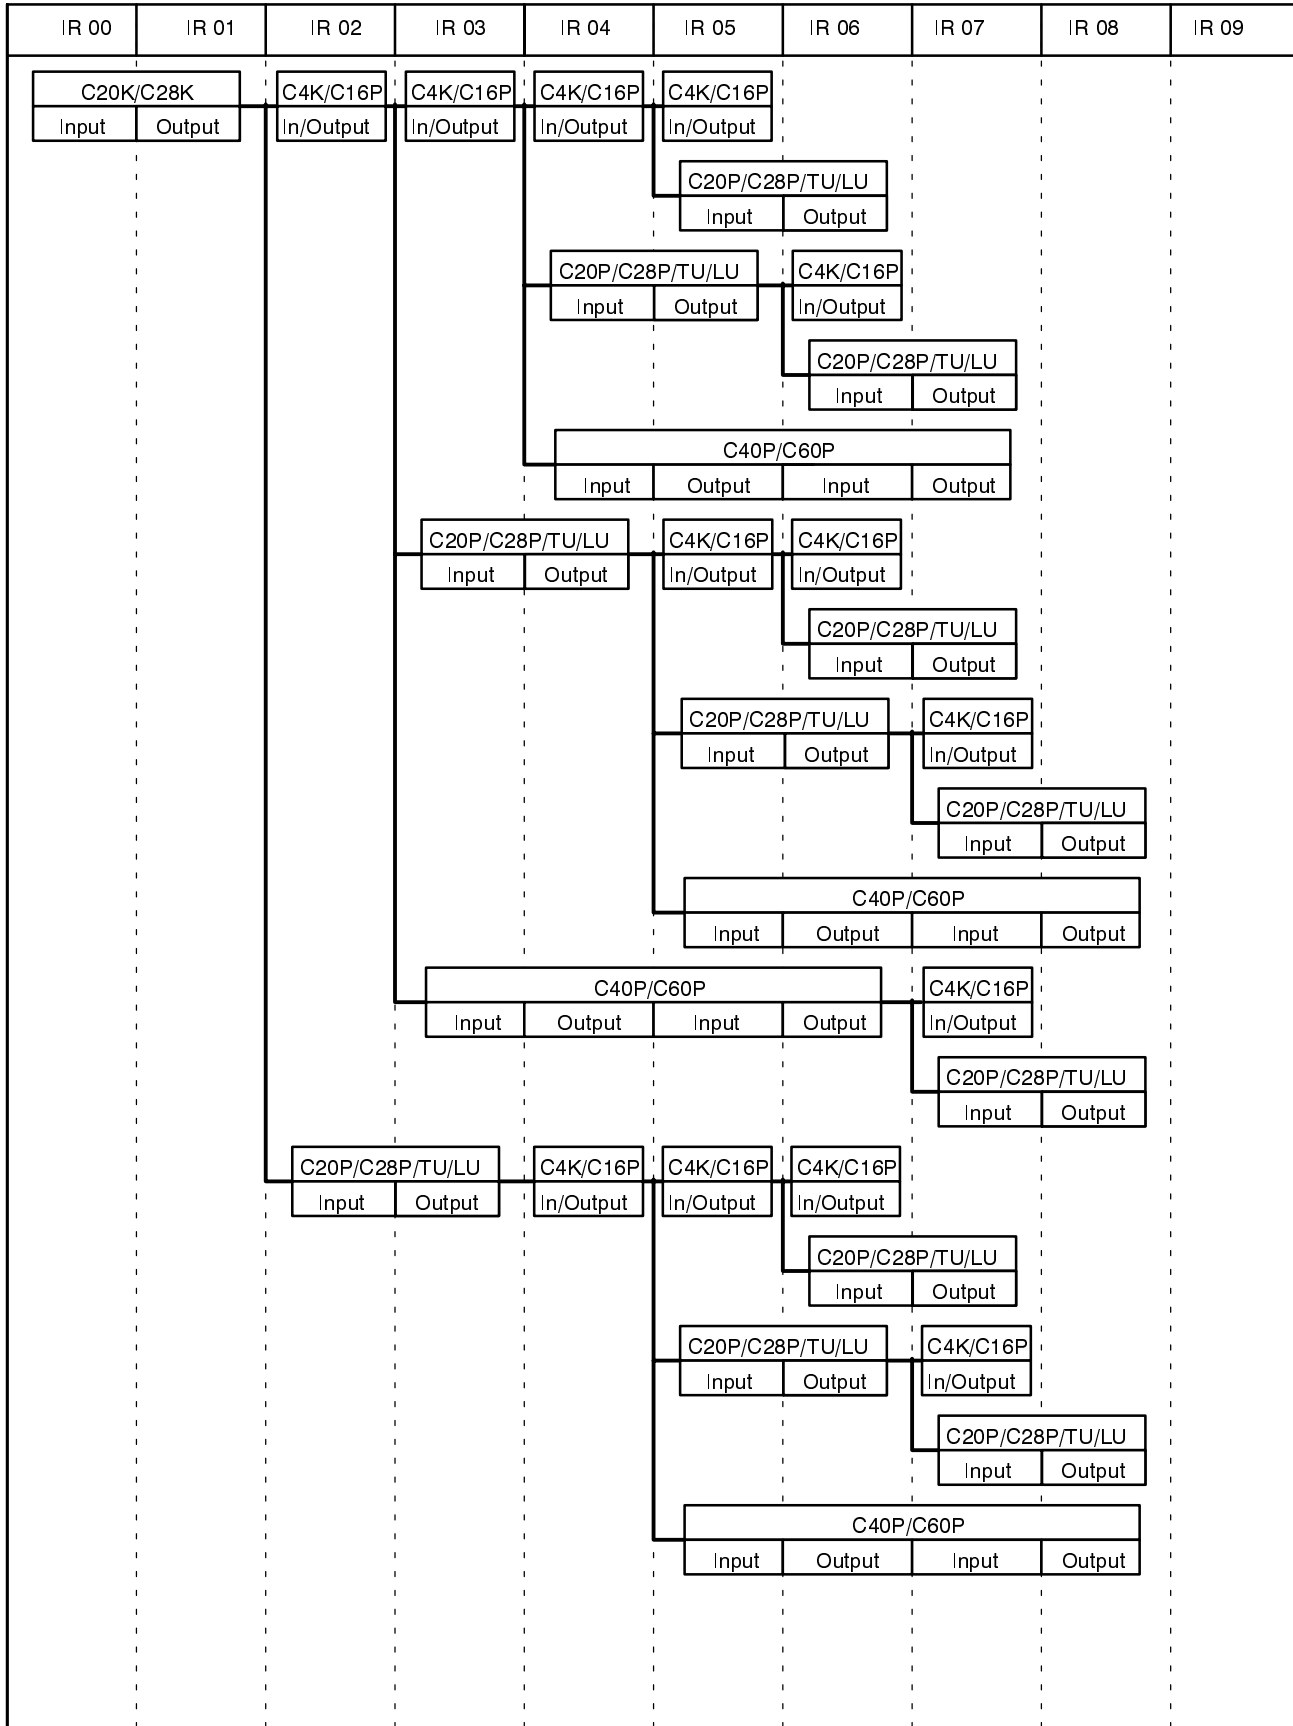 IR 00 IR 01 IR 02 IR 03 IR 04 IR 05 IR 06 IR 07 IR 08 IR 09
C20K/C28K C4K/C16P C4K/C16P C4K/C16P C4K/C16P
Input Output In/Output In/Output In/Output In/Output
C20P/C28P/TU/LU
Input Output
C20P/C28P/TU/LU C4K/C16P
Input Output In/Output
C20P/C28P/TU/LU
Input Output
C40P/C60P
Input Output Input Output
C20P/C28P/TU/LU C4K/C16P C4K/C16P
Input Output In/Output In/Output
C20P/C28P/TU/LU
Input Output
C20P/C28P/TU/LU C4K/C16P
Input Output In/Output
C20P/C28P/TU/LU
Input Output
C40P/C60P
Input Output Input Output
C40P/C60P C4K/C16P
Input Output Input Output In/Output
C20P/C28P/TU/LU
Input Output
C20P/C28P/TU/LU C4K/C16P C4K/C16P C4K/C16P
Input Output In/Output In/Output In/Output
C20P/C28P/TU/LU
Input Output
C20P/C28P/TU/LU C4K/C16P
Input Output In/Output
C20P/C28P/TU/LU
Input Output
C40P/C60P
Input Output Input Output